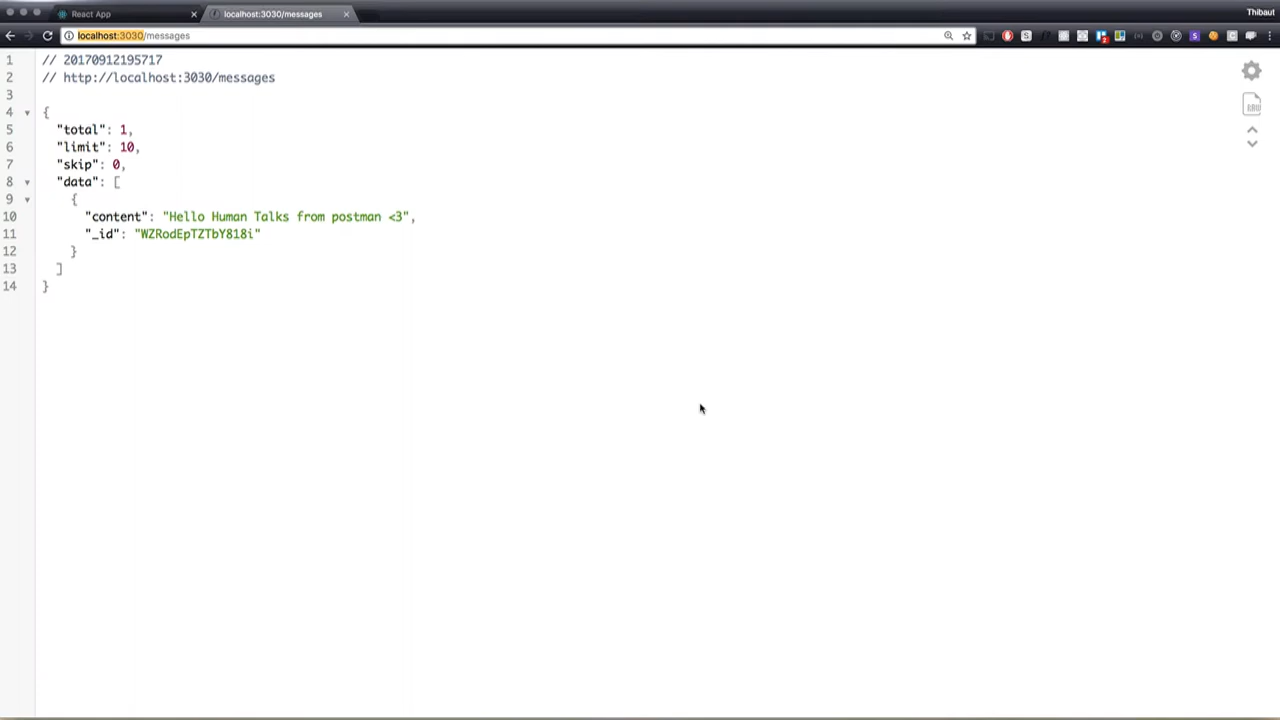 React App
localhost:3030/messages
Thibaut
localhost:3030/messages
1 // 20170912195717
2 // http://localhost:3030/messages
3
4 {
5 "total": 1,
6 "limit": 10,
7 "skip": 0,
8 "data": [
9 {
10 "content": "Hello Human Talks from postman <3",
11 "_id": "WZRodEpTZTbY818i"
12 }
13 ]
14 }
RAW